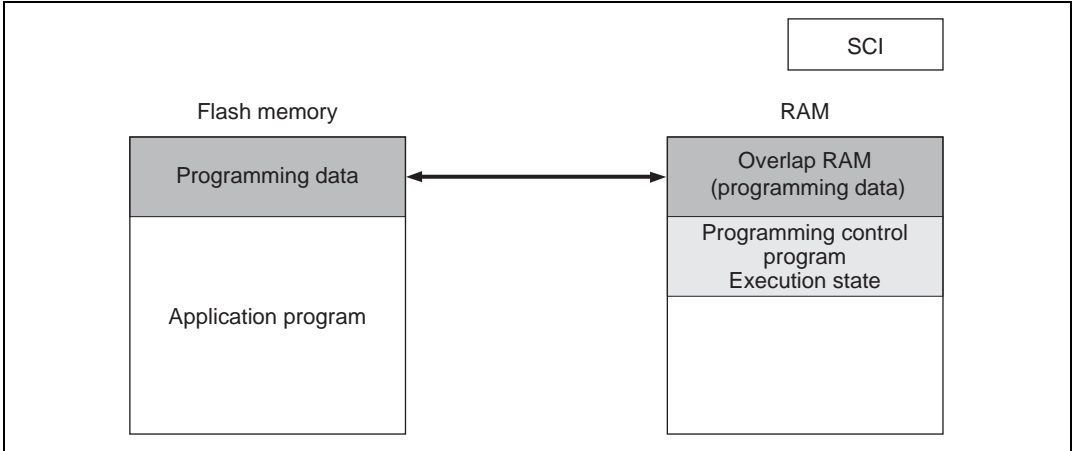 SCI
Flash memory
RAM
Programming data
Overlap RAM
(programming data)
Programming control
program
Execution state
Application program